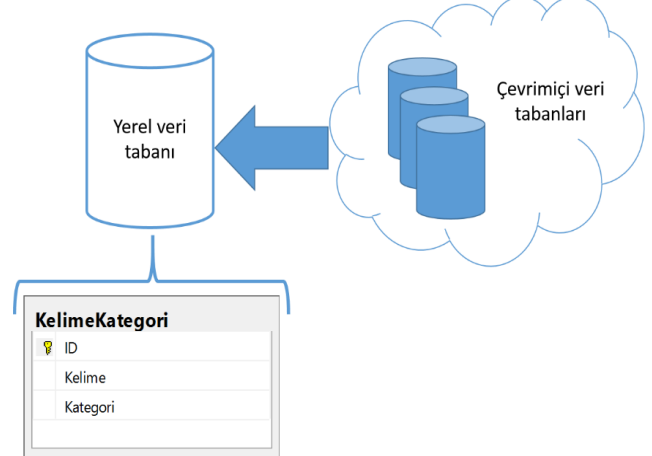 Yerel veri
tabanı
Çevrimiçi veri
tabanları
KelimeKategori
ID
Kelime
Kategori